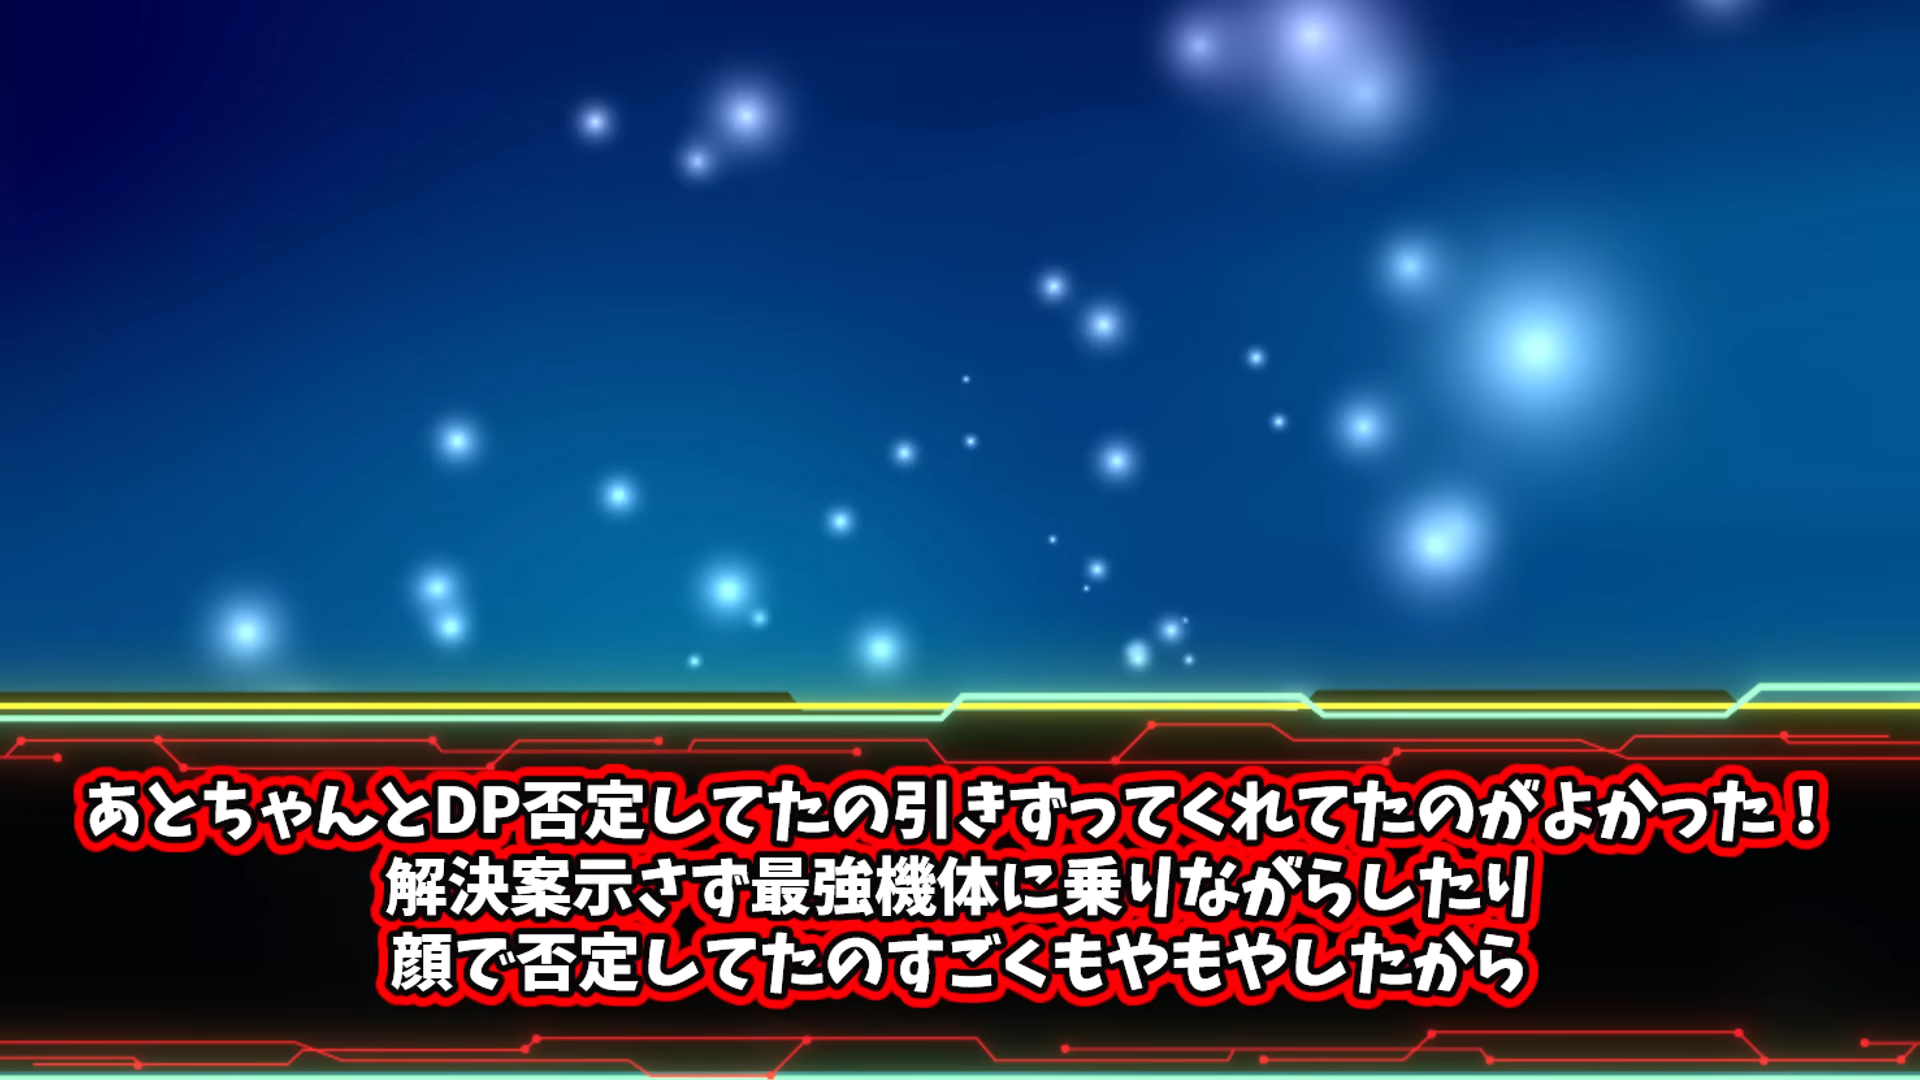 あとちゃんとDP否定してたの引きずってくれてたのがよかった！
解決案示さず最強機体に乗りながらしたり
顔で否定してたのすごくもやもやしたから